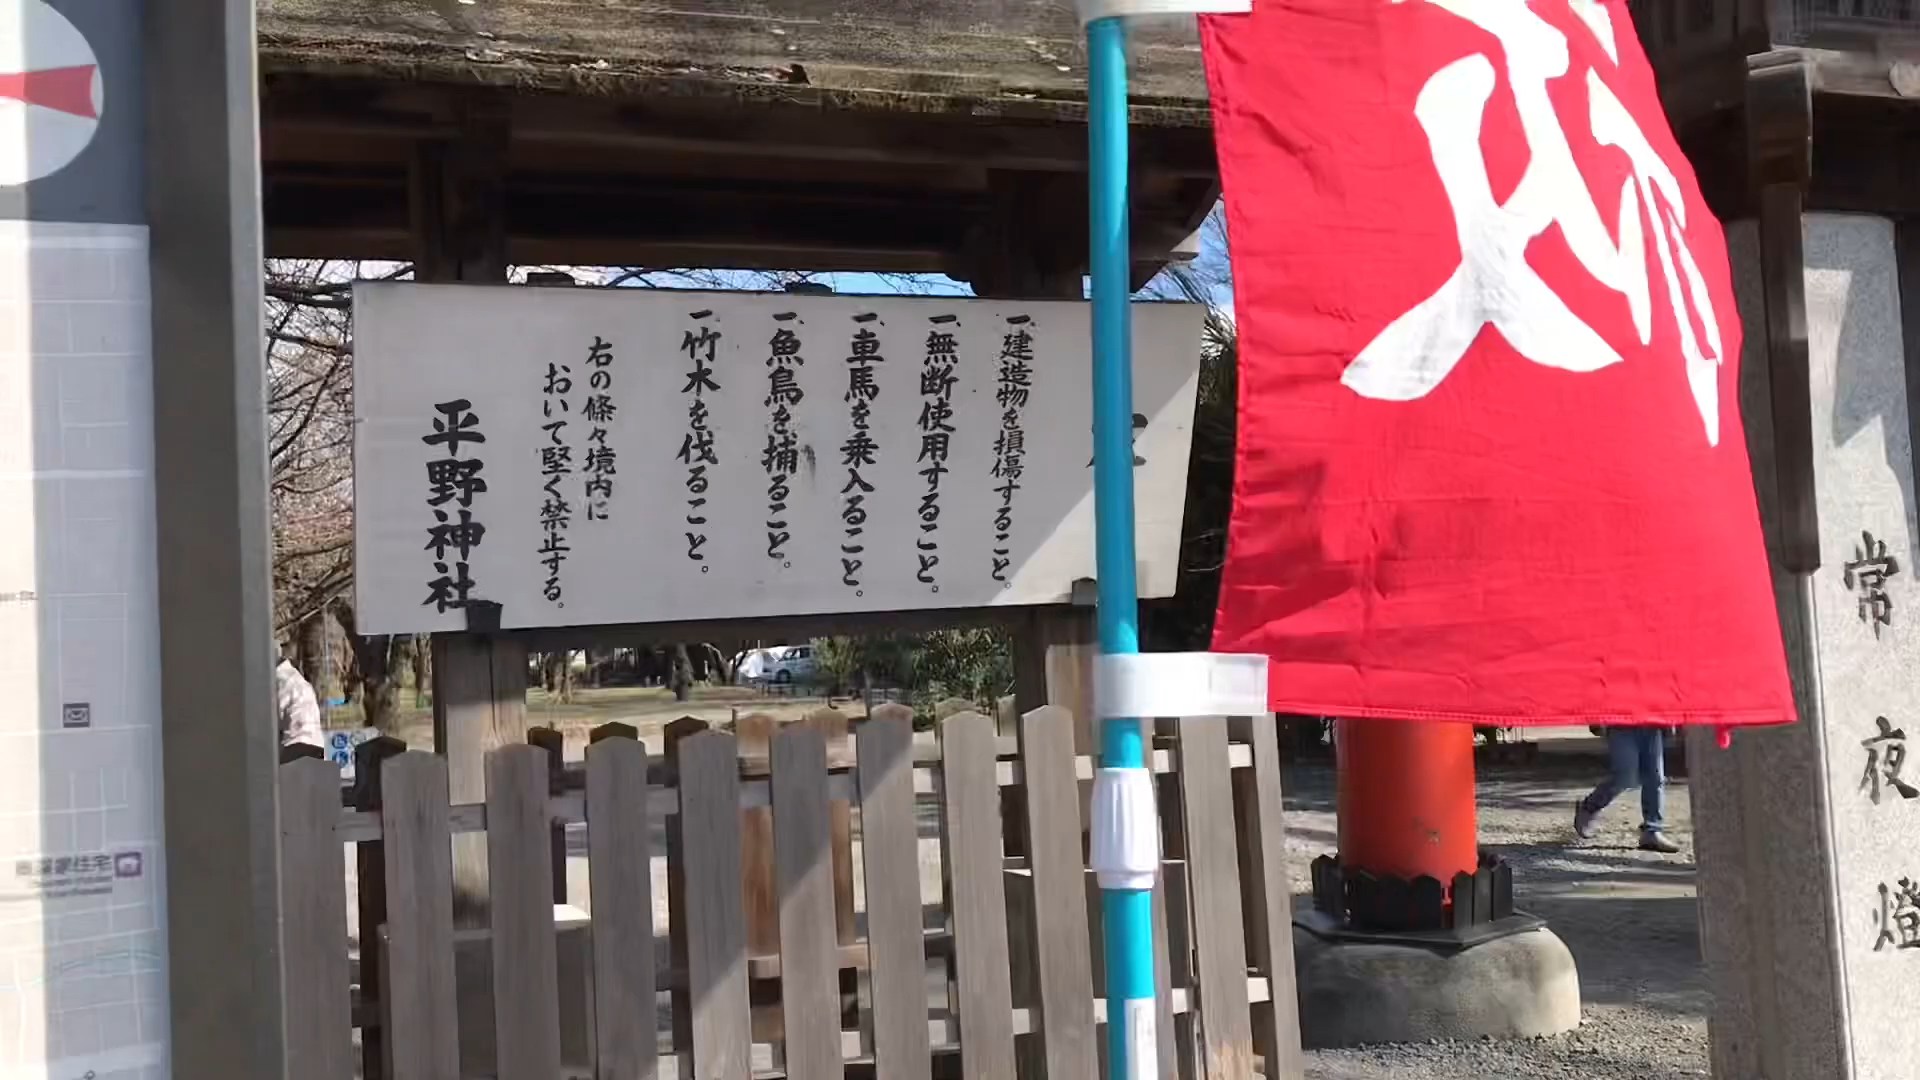 一、建造物を損傷すること。
一、無断使用すること。
一、車馬を乗入ること。
一、魚鳥を捕ること。
一、竹木を伐ること。
右の條々境内に
おいて堅く禁止する。
平野神社
常夜燈